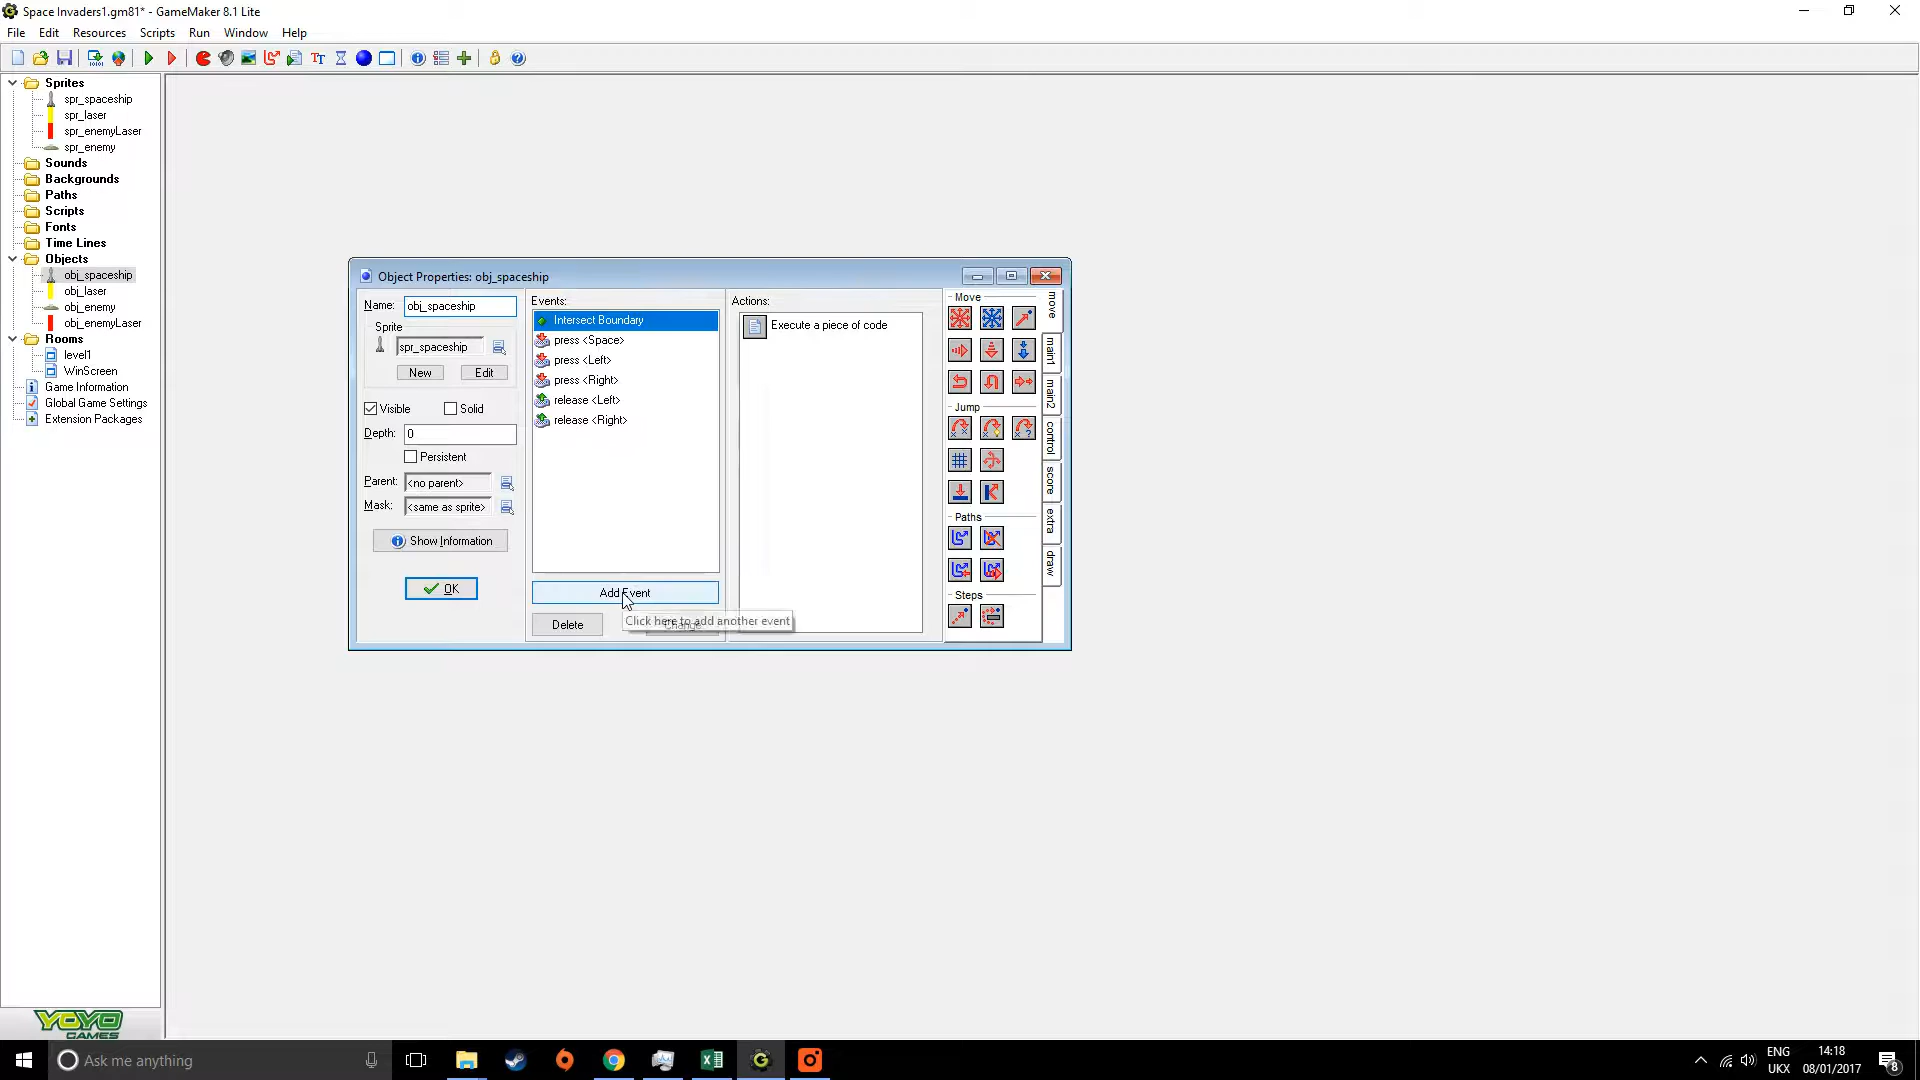 Space Invaders1.gm81* - GameMaker 8.1 Lite
File Edit Resources Scripts Run Window Help
Sprites
spr_spaceship
spr_laser
spr_enemyLaser
spr_enemy
Sounds
Backgrounds
Paths
Scripts
Fonts
Time Lines
Objects
obj_spaceship
obj_laser
obj_enemy
obj_enemyLaser
Rooms
level1
WinScreen
Game Information
Global Game Settings
Extension Packages
Object Properties: obj_spaceship
Name: obj_spaceship
Sprite
spr_spaceship
New Edit
Visible Solid
Depth: 0
Persistent
Parent: <no parent>
Mask: <same as sprite>
Show Information
OK
Events:
Intersect Boundary
press <Space>
press <Left>
press <Right>
release <Left>
release <Right>
Add Event
Click here to add another event
Delete Change
Actions:
Execute a piece of code
Move
Jump
Paths
Steps
move
main1
main2
control
score
extra
draw
YOYO
GAMES
Ask me anything
ENG
UKX
14:18
08/01/2017
8